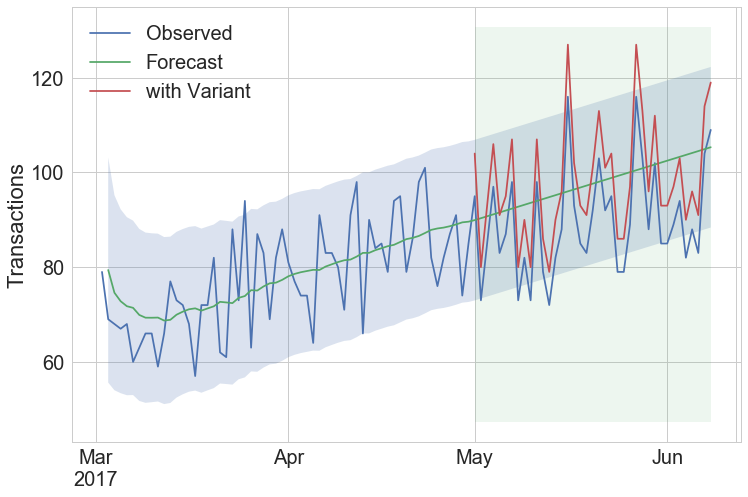 Observed
Forecast
with Variant
Transactions
120
100
80
60
Mar Apr May Jun
2017